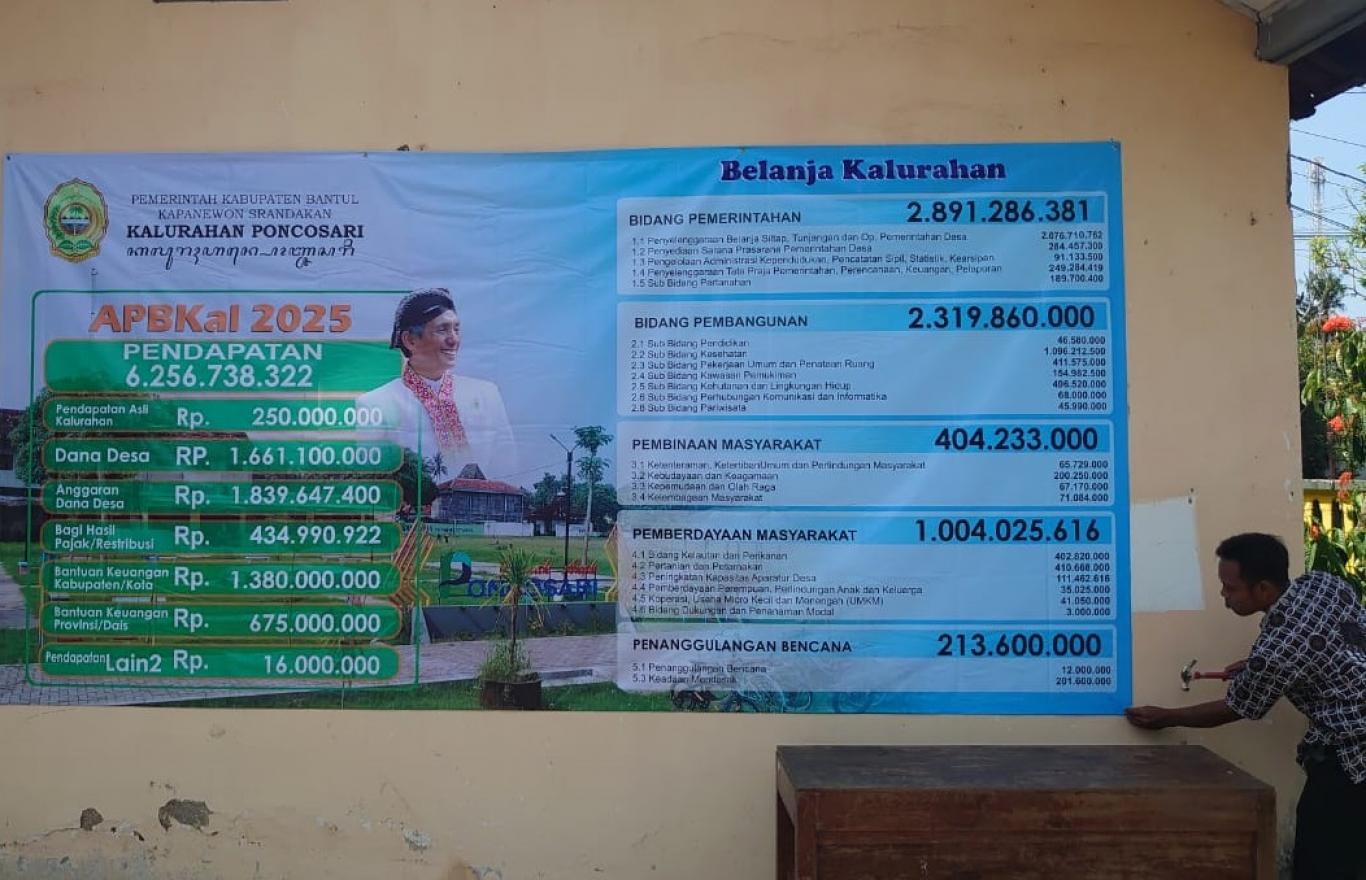 PEMERINTAH KABUPATEN BANTUL
KAPANEWON SRANDAKAN
KALURAHAN PONCOSARI
APBKal 2025
PENDAPATAN
6.256.738.322
Pendapatan Asli Kalurahan Rp. 250.000.000
Dana Desa RP. 1.661.100.000
Anggaran Dana Desa Rp. 1.839.647.400
Bagi Hasil Pajak/Restribusi Rp. 434.990.922
Bantuan Keuangan Kabupaten/Kota Rp. 1.380.000.000
Bantuan Keuangan Provinsi/Dais Rp. 675.000.000
Pendapatan Lain2 Rp. 16.000.000
PONCOSARI
Belanja Kalurahan
BIDANG PEMERINTAHAN 2.891.286.381
1.1 Penyelenggaraan Belanja Siltap, Tunjangan dan Op. Pemerintahan Desa 2.076.710.762
1.2 Penyediaan Sarana Prasarana Pemerintahan Desa 284.457.300
1.3 Pengelolaan Administrasi Kependudukan, Pencatatan Sipil, Statistik, Kearsipan 91.133.500
1.4 Penyelenggaraan Tata Praja Pemerintahan, Perencanaan, Keuangan, Pelaporan 249.284.419
1.5 Sub Bidang Pertanahan 189.700.400
BIDANG PEMBANGUNAN 2.319.860.000
2.1 Sub Bidang Pendidikan 46.580.000
2.2 Sub Bidang Kesehatan 1.096.212.500
2.3 Sub Bidang Pekerjaan Umum dan Penataan Ruang 411.575.000
2.4 Sub Bidang Kawasan Pemukiman 154.982.500
2.5 Sub Bidang Kehutanan dan Lingkungan Hidup 406.520.000
2.6 Sub Bidang Perhubungan Komunikasi dan Informatika 68.000.000
2.8 Sub Bidang Pariwisata 45.990.000
PEMBINAAN MASYARAKAT 404.233.000
3.1 Ketenteraman, KetertibanUmum dan Perlindungan Masyarakat 65.729.000
3.2 Kebudayaan dan Keagamaan 200.250.000
3.3 Kepemudaan dan Olah Raga 67.170.000
3.4 Kelembagaan Masyarakat 71.084.000
PEMBERDAYAAN MASYARAKAT 1.004.025.616
4.1 Bidang Kelautan dan Perikanan 402.820.000
4.2 Pertanian dan Peternakan 410.668.000
4.3 Peningkatan Kapasitas Aparatur Desa 111.462.616
4.4 Pemberdayaan Perempuan, Perlindungan Anak dan Keluarga 35.025.000
4.5 Koperasi, Usaha Micro Kecil dan Menengah (UMKM) 41.050.000
4.6 Bidang Dukungan dan Penanaman Modal 3.000.000
PENANGGULANGAN BENCANA 213.600.000
5.1 Penanggulangan Bencana 12.000.000
5.3 Keadaan Mendesak 201.600.000